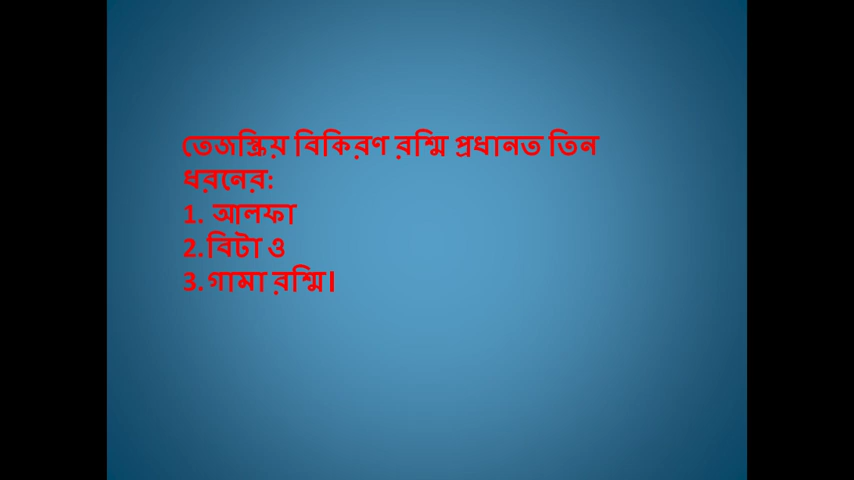 তেজস্ক্রিয় বিকিরণ রশ্মি প্রধানত তিন
ধরনের:
1. আলফা
2.বিটা ও
3.গামা রশ্মি।